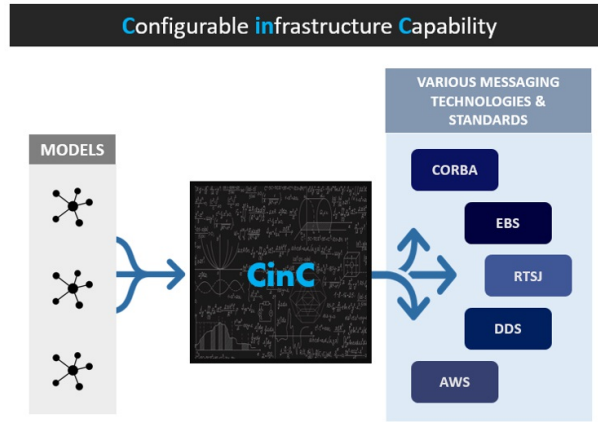 Configurable infrastructure Capability
MODELS
CinC
VARIOUS MESSAGING
TECHNOLOGIES &
STANDARDS
CORBA
EBS
RTSJ
DDS
AWS